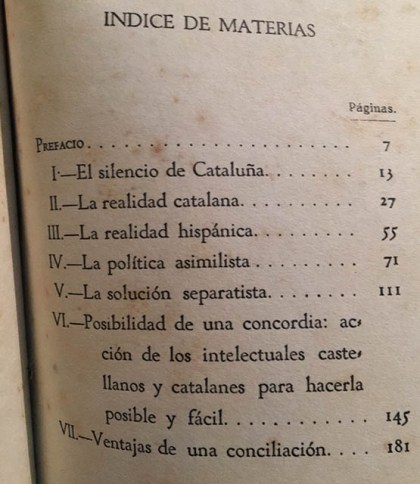 INDICE DE MATERIAS
Páginas.
PREFACIO. . . . . . . . . . . . . . . . . . . . . . 7
I.—El silencio de Cataluña. . . . . . . . 13
II.—La realidad catalana. . . . . . . . . 27
III.—La realidad hispánica. . . . . . . . 55
IV.—La política asimilista . . . . . . . . 71
V.—La solución separatista. . . . . . . . 111
VI.—Posibilidad de una concordia: ac-
ción de los intelectuales caste-
llanos y catalanes para hacerla
posible y fácil. . . . . . . . . . . 145
VII.—Ventajas de una conciliación. . . . 181